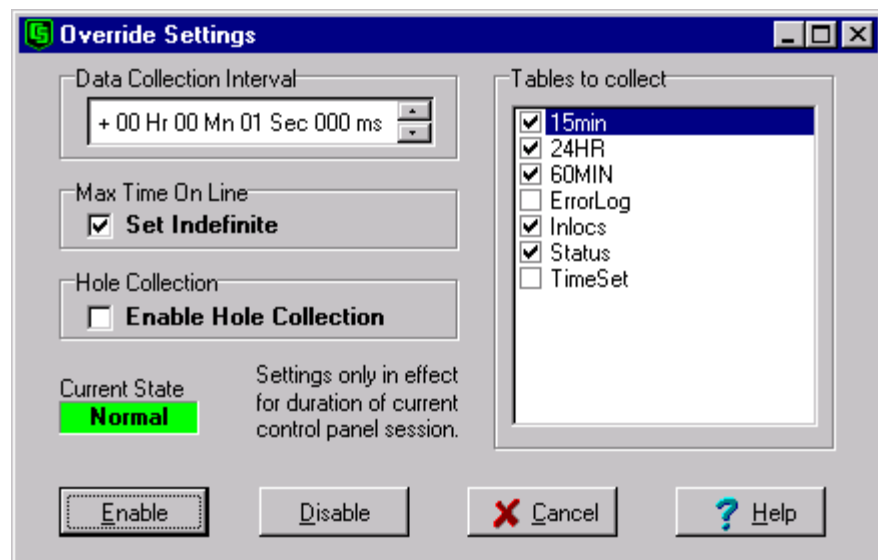 Override Settings
Data Collection Interval
+ 00 Hr 00 Mn 01 Sec 000 ms
Max Time On Line
Set Indefinite
Hole Collection
Enable Hole Collection
Current State
Normal
Settings only in effect
for duration of current
control panel session.
Tables to collect
15min
24HR
60MIN
ErrorLog
Inlocs
Status
TimeSet
Enable
Disable
Cancel
? Help